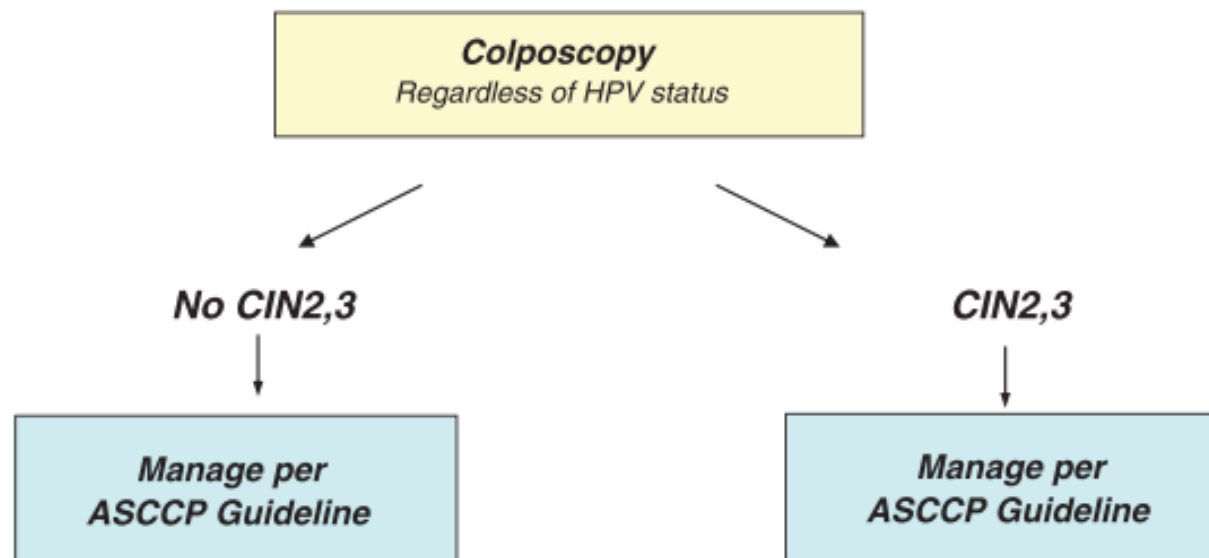 Colposcopy
Regardless of HPV status
No CIN2,3
CIN2,3
Manage per
ASCCP Guideline
Manage per
ASCCP Guideline